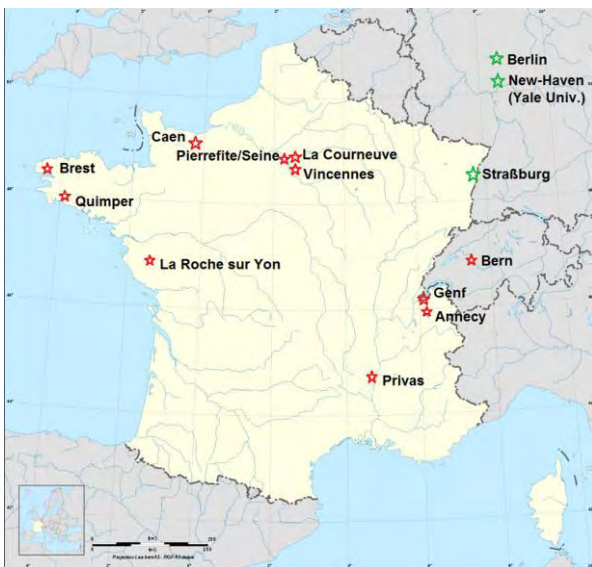 Berlin
New-Haven
(Yale Univ.)
Caen
Pierrefite/Seine
La Courneuve
Vincennes
Brest
Straßburg
Quimper
La Roche sur Yon
Bern
Genf
Annecy
Privas